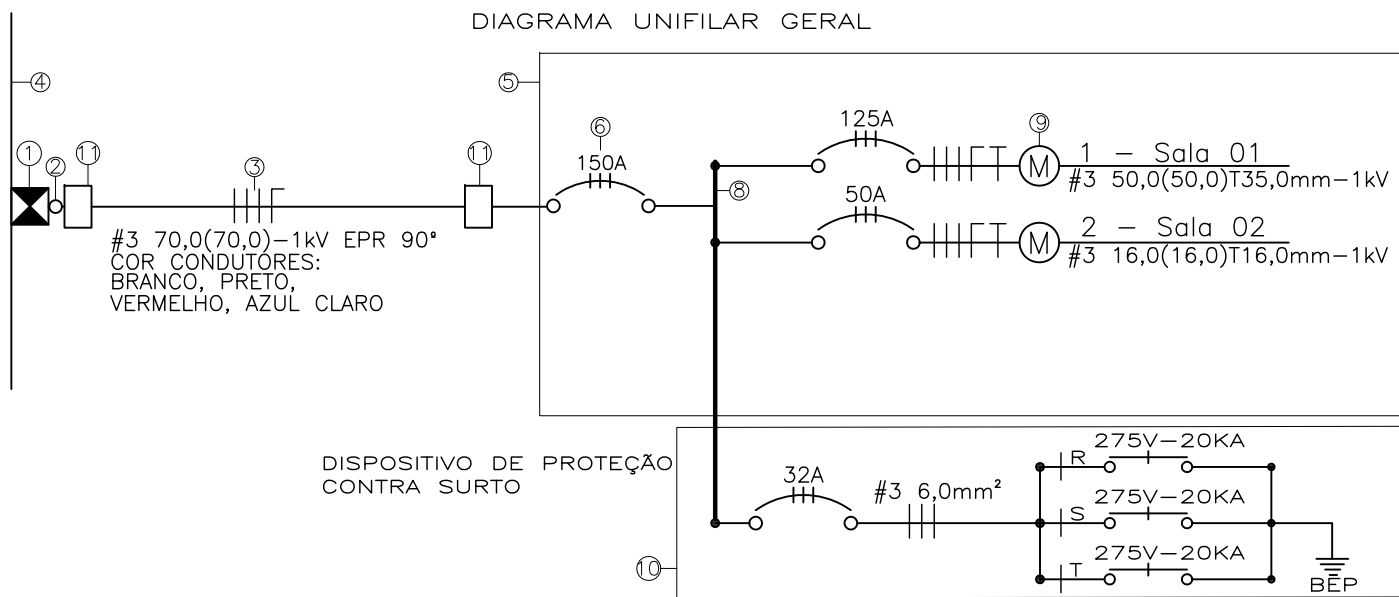 DIAGRAMA UNIFILAR GERAL
4
5
125A
9
1 - Sala 01
#3 50,0(50,0)T35,0mm-1kV
M
6
150A
1
2
11
3
11
8
50A
2 - Sala 02
#3 16,0(16,0)T16,0mm-1kV
M
#3 70,0(70,0)-1kV EPR 90°
COR CONDUTORES:
BRANCO, PRETO,
VERMELHO, AZUL CLARO
DISPOSITIVO DE PROTEÇÃO
CONTRA SURTO
32A
#3 6,0mm²
R
275V-20KA
S
275V-20KA
T
275V-20KA
10
BEP